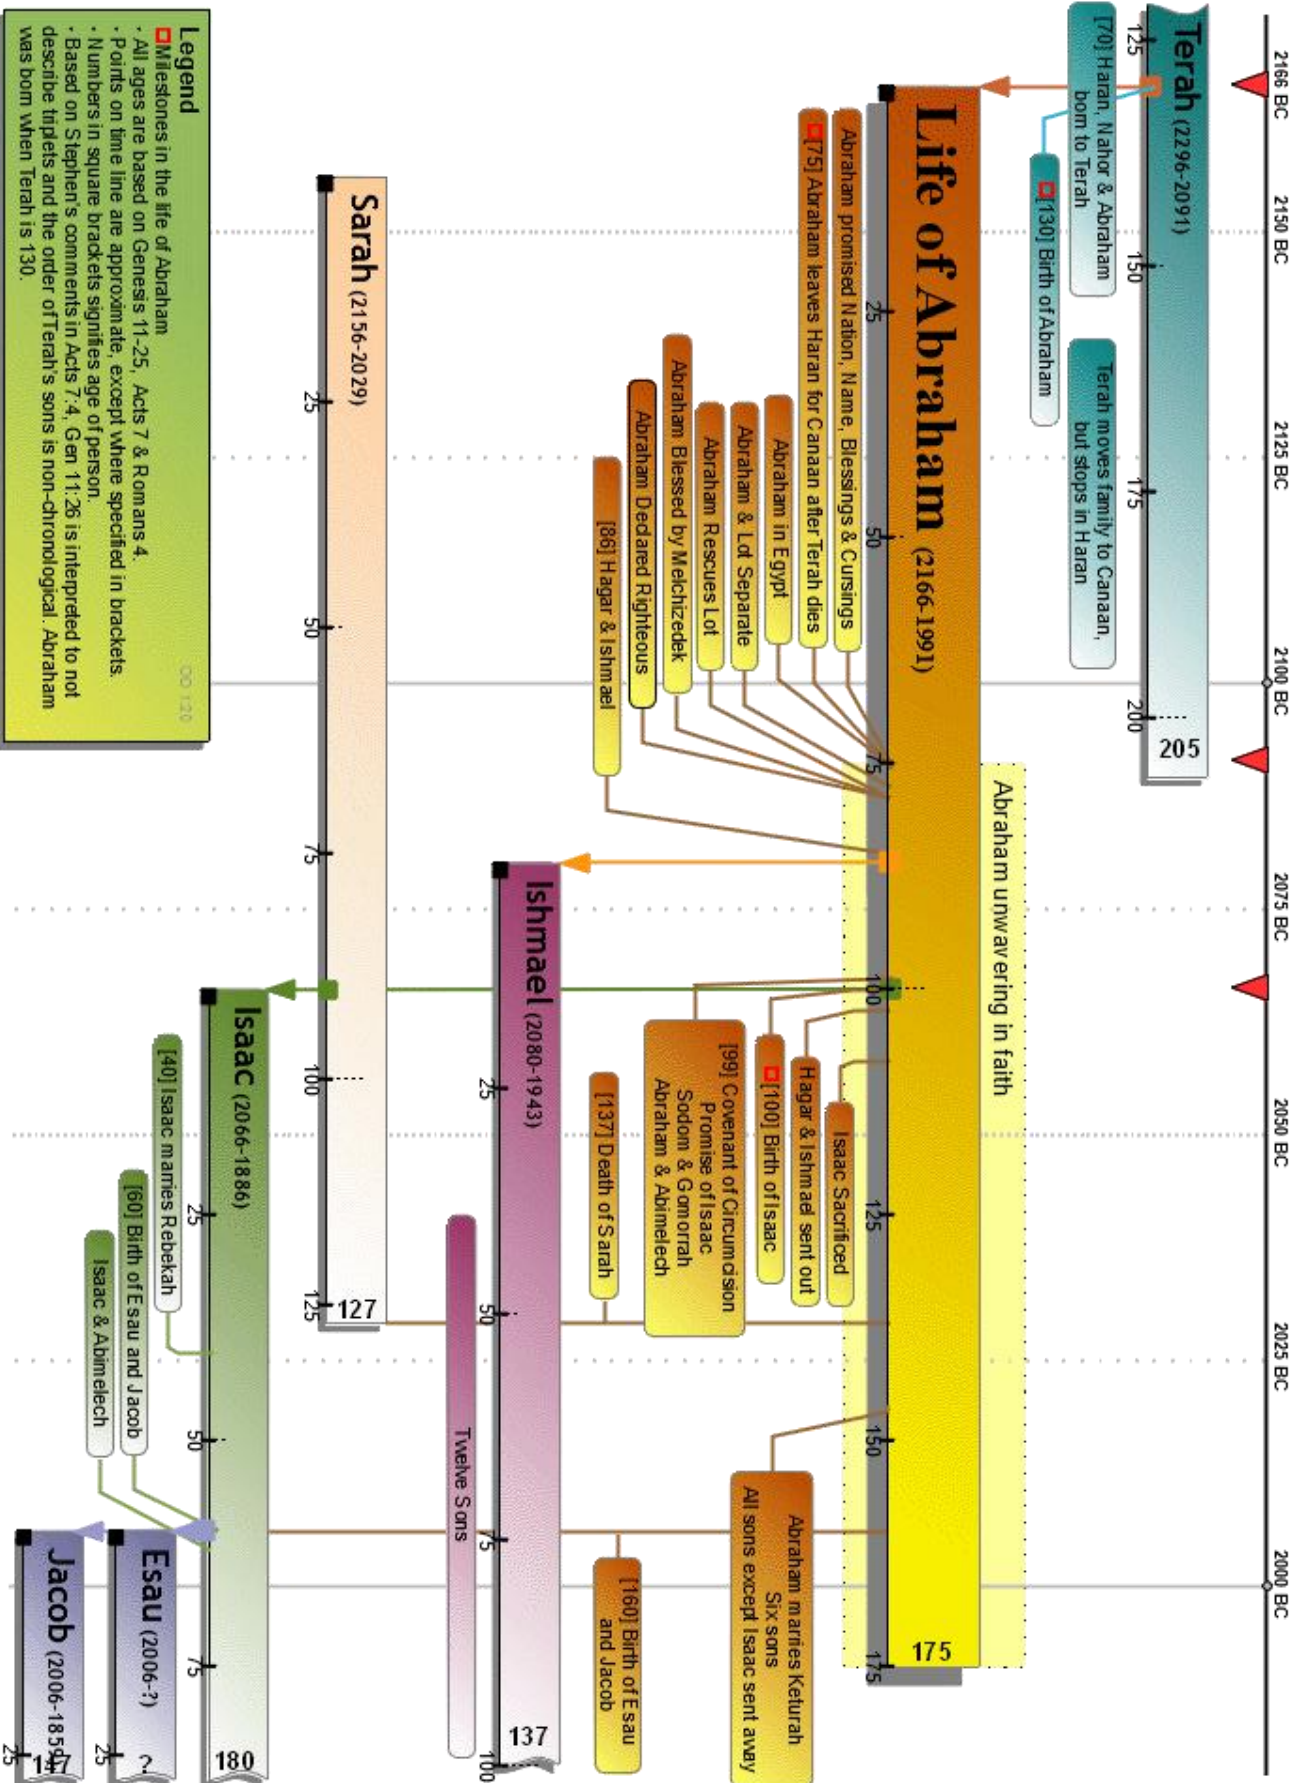 2166 BC
2150 BC
2125 BC
2100 BC
2075 BC
2050 BC
2025 BC
2000 BC
Terah (2296-2091)
125
150
175
200
205
[70] Haran, Nahor & Abraham
born to Terah
Terah moves family to Canaan,
but stops in Haran
[130] Birth of Abraham
Abraham unwavering in faith
Life of Abraham (2166-1991)
175
25
50
75
100
125
150
175
Abraham promised Nation, Name, Blessings & Cursings
[75] Abraham leaves Haran for Canaan after Terah dies
Abraham in Egypt
Abraham & Lot Separate
Abraham Rescues Lot
Abraham Blessed by Melchizedek
Abraham Declared Righteous
[86] Hagar & Ishmael
Isaac Sacrificed
Hagar & Ishmael sent out
[100] Birth of Isaac
[99] Covenant of Circumcision
Promise of Isaac
Sodom & Gomorrah
Abraham & Abimelech
[137] Death of Sarah
Abraham marries Keturah
Six sons
All sons except Isaac sent away
[160] Birth of Esau
and Jacob
Ishmael (2080-1943)
137
25
50
75
100
Twelve Sons
Sarah (2156-2029)
127
25
50
75
100
125
Isaac (2066-1886)
180
25
50
75
[40] Isaac marries Rebekah
[60] Birth of Esau and Jacob
Isaac & Abimelech
Esau (2006-?)
?
25
Jacob (2006-1859)
147
25
Legend
Milestones in the life of Abraham
· All ages are based on Genesis 11-25, Acts 7 & Romans 4.
· Points on time line are approximate, except where specified in brackets.
· Numbers in square brackets signifies age of person.
· Based on Stephen's comments in Acts 7:4, Gen 11:26 is interpreted to not
describe triplets and the order of Terah's sons is non-chronological. Abraham
was born when Terah is 130.
OD 1:20